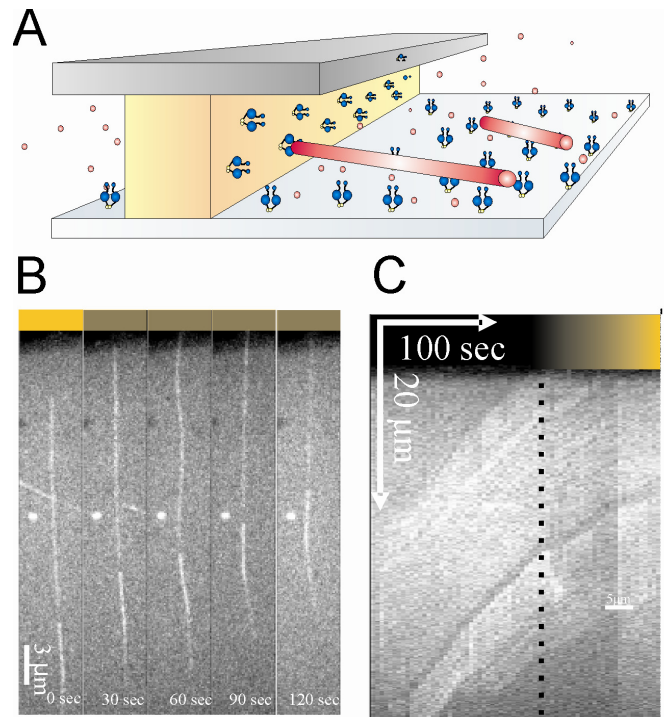 A
B
C
100 sec
20 μm
5μm
3 μm
0 sec
30 sec
60 sec
90 sec
120 sec